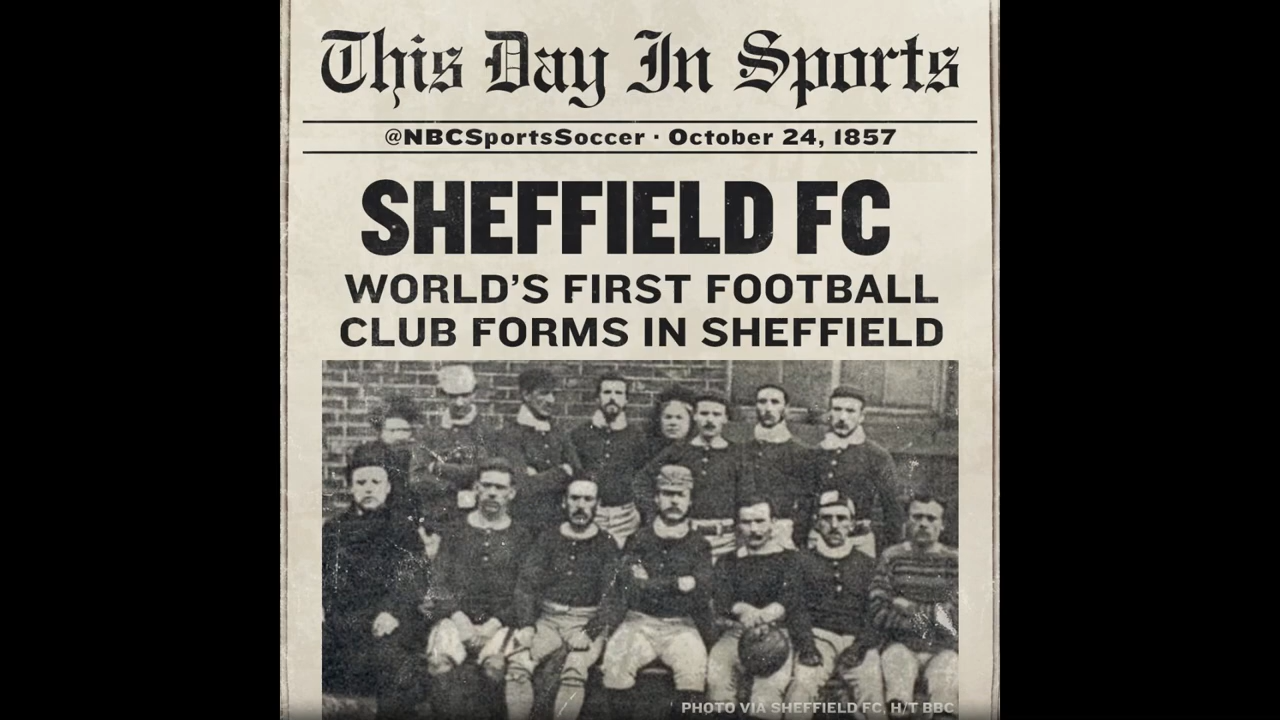 This Day In Sports
@NBCSportsSoccer · October 24, 1857
SHEFFIELD FC
WORLD'S FIRST FOOTBALL
CLUB FORMS IN SHEFFIELD
PHOTO VIA SHEFFIELD FC, H/T BBC